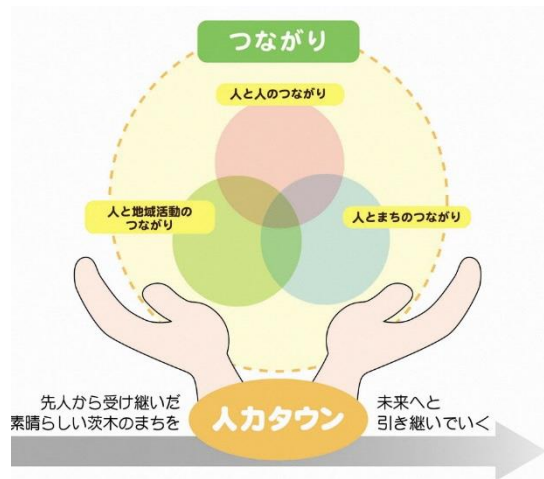 つながり
人と人のつながり
人と地域活動の
つながり
人とまちのつながり
先人から受け継いだ
素晴らしい茨木のまちを
人力タウン
未来へと
引き継いでいく